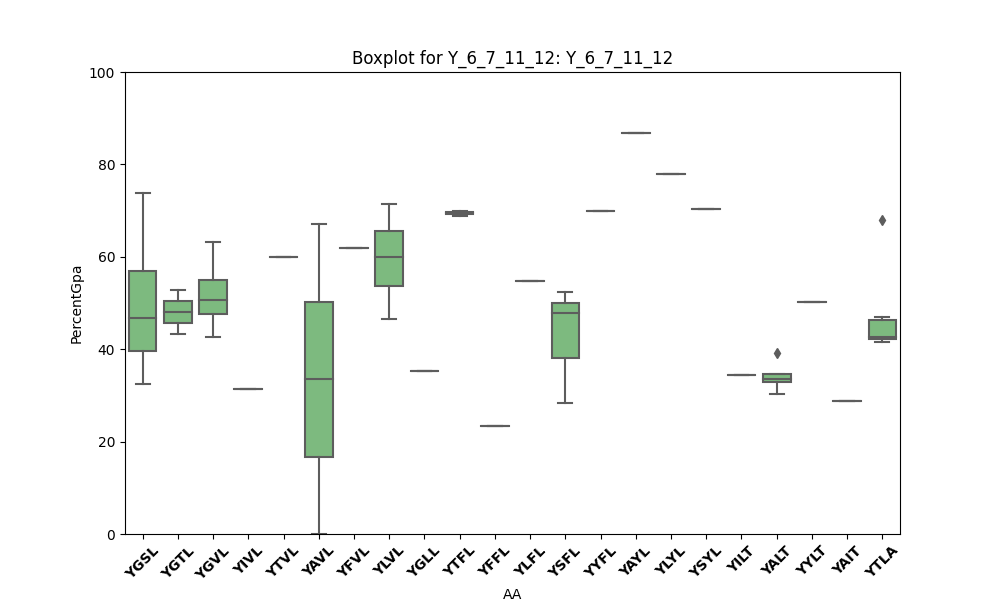 Boxplot for Y_6_7_11_12: Y_6_7_11_12
100
80
60
40
20
0
PercentGpa
YGSL YGTL YGVL YIVL YTVL YAVL YFVL YLVL YGLL YTFL YFFL YLFL YSFL YYFL YAYL YLYL YSYL YILT YALT YYLT YAIT YTLA
AA